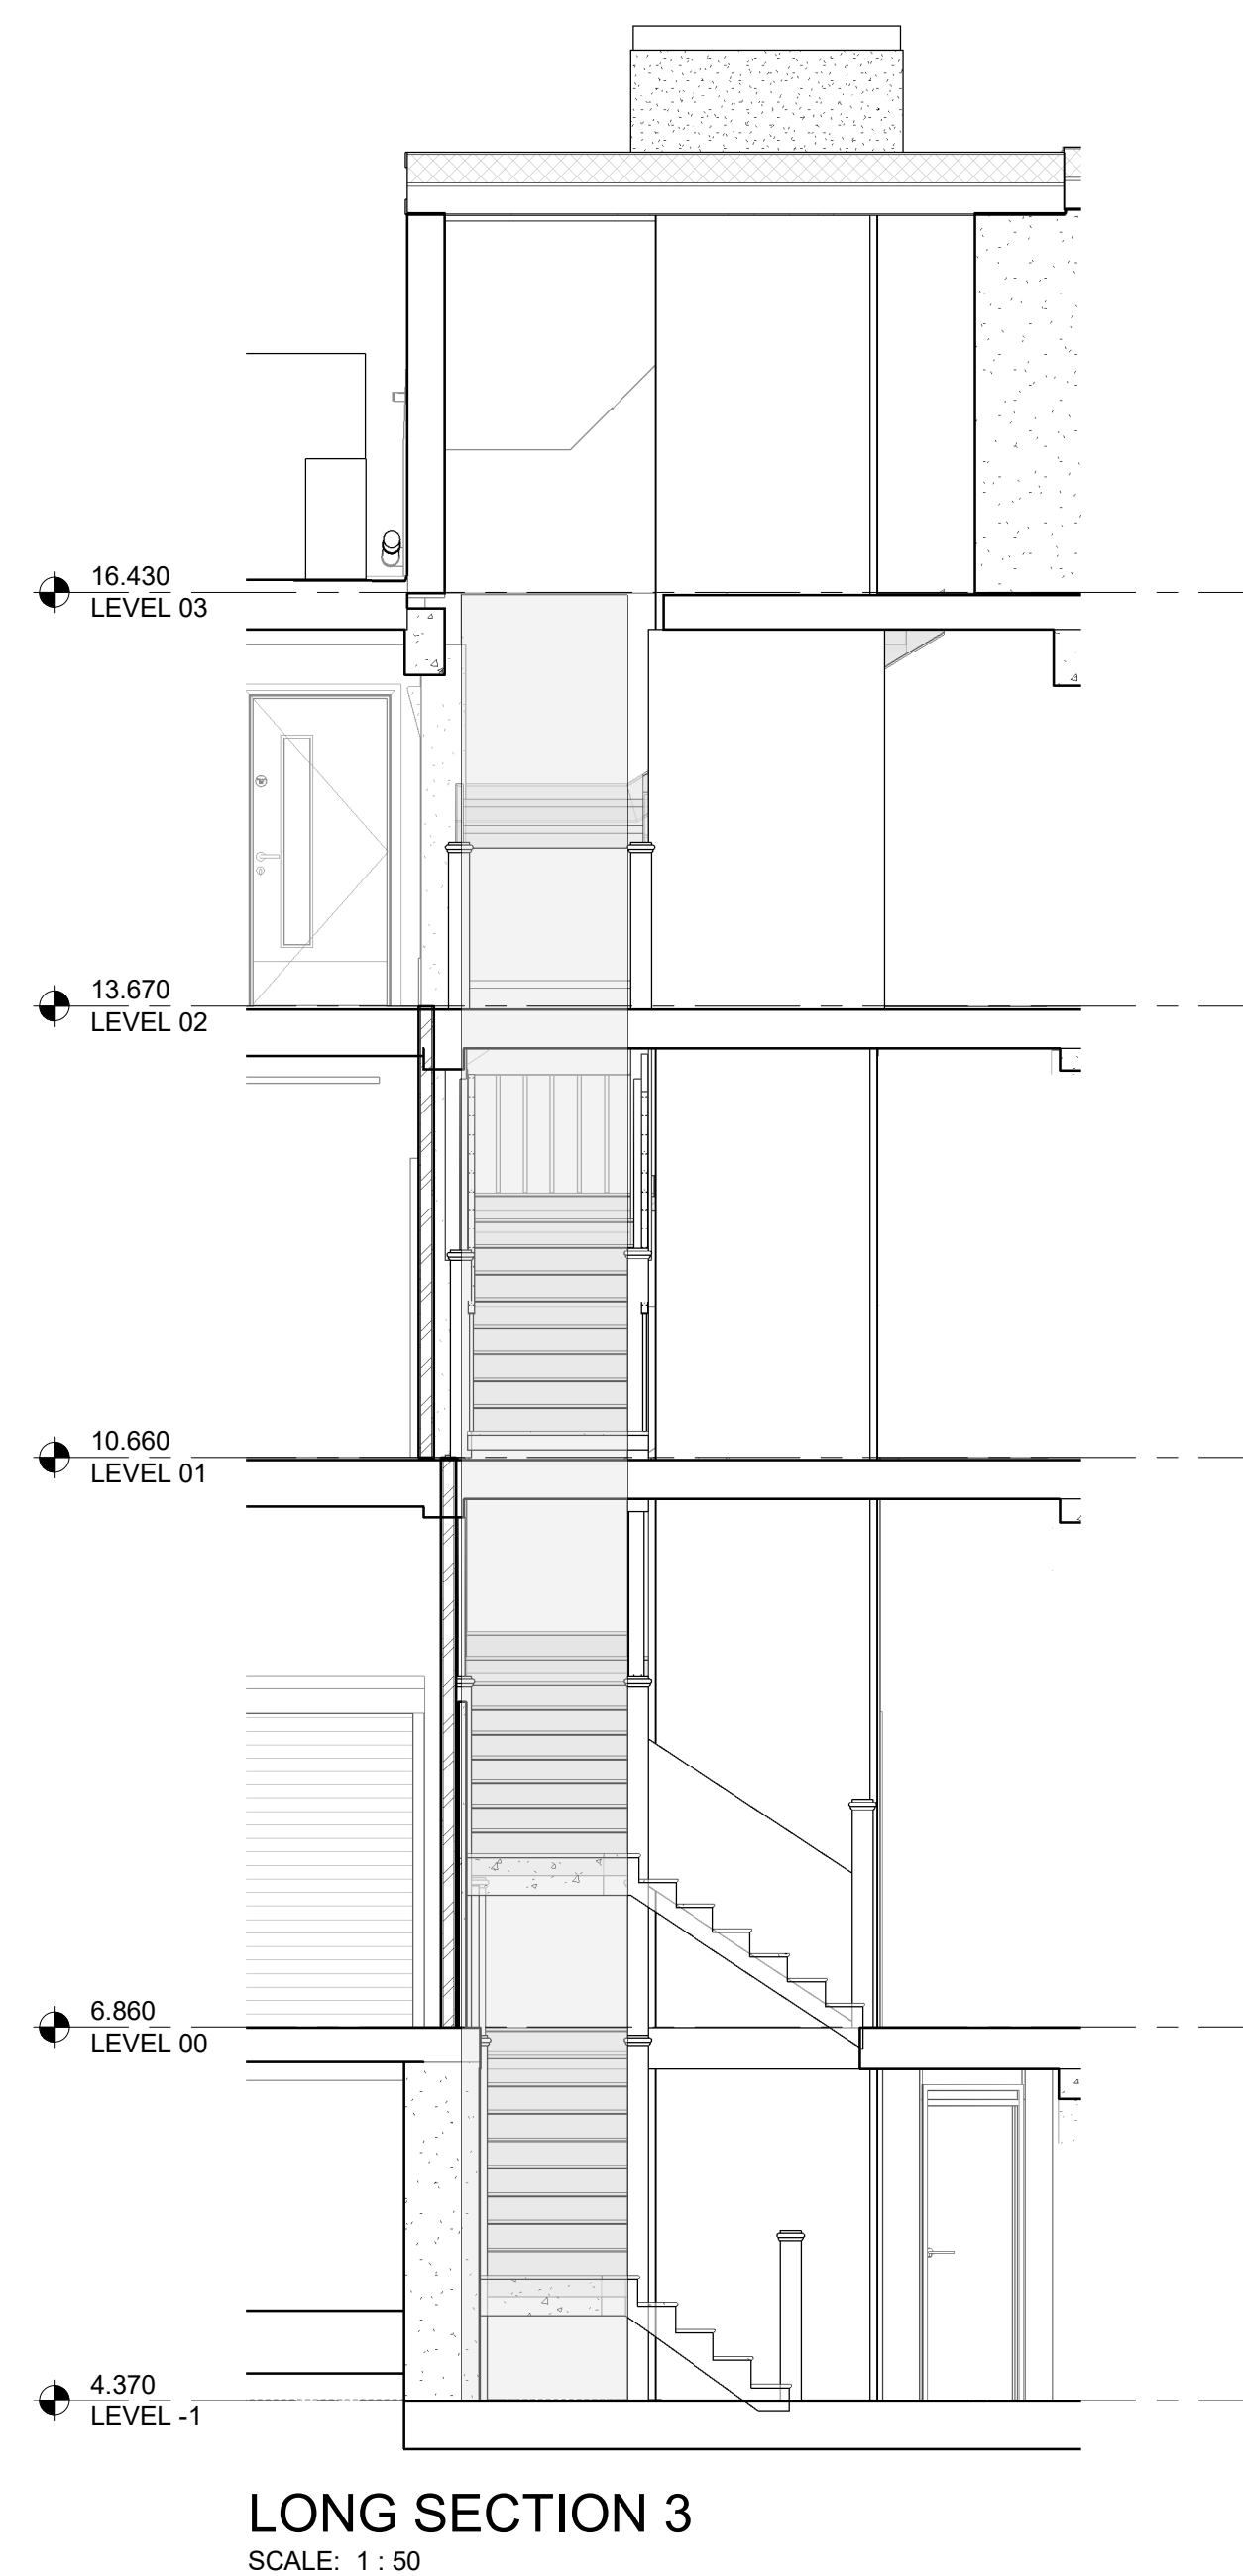 16.430
LEVEL 03
13.670
LEVEL 02
10.660
LEVEL 01
6.860
LEVEL 00
4.370
LEVEL -1
LONG SECTION 3
SCALE: 1 : 50